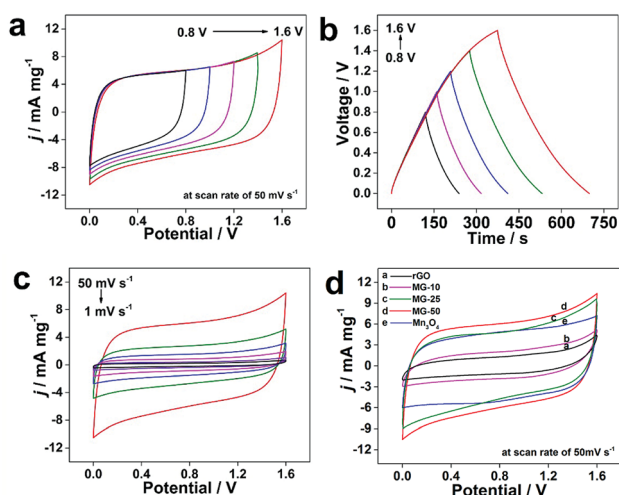 a
0.8 V → 1.6 V
j / mA mg⁻¹
12
8
4
0
-4
-8
-12
at scan rate of 50 mV s⁻¹
0.0 0.4 0.8 1.2 1.6
Potential / V
b
1.6 V
0.8 V
Voltage / V
1.6
1.4
1.2
1.0
0.8
0.6
0.4
0.2
0.0
0 150 300 450 600 750
Time / s
c
50 mV s⁻¹
1 mV s⁻¹
j / mA mg⁻¹
12
8
4
0
-4
-8
-12
0.0 0.4 0.8 1.2 1.6
Potential / V
d
a rGO
b MG-10
c MG-25
d MG-50
e Mn₃O₄
d
c
e
b
a
j / mA mg⁻¹
12
9
6
3
0
-3
-6
-9
-12
at scan rate of 50mV s⁻¹
0.0 0.4 0.8 1.2 1.6
Potential / V